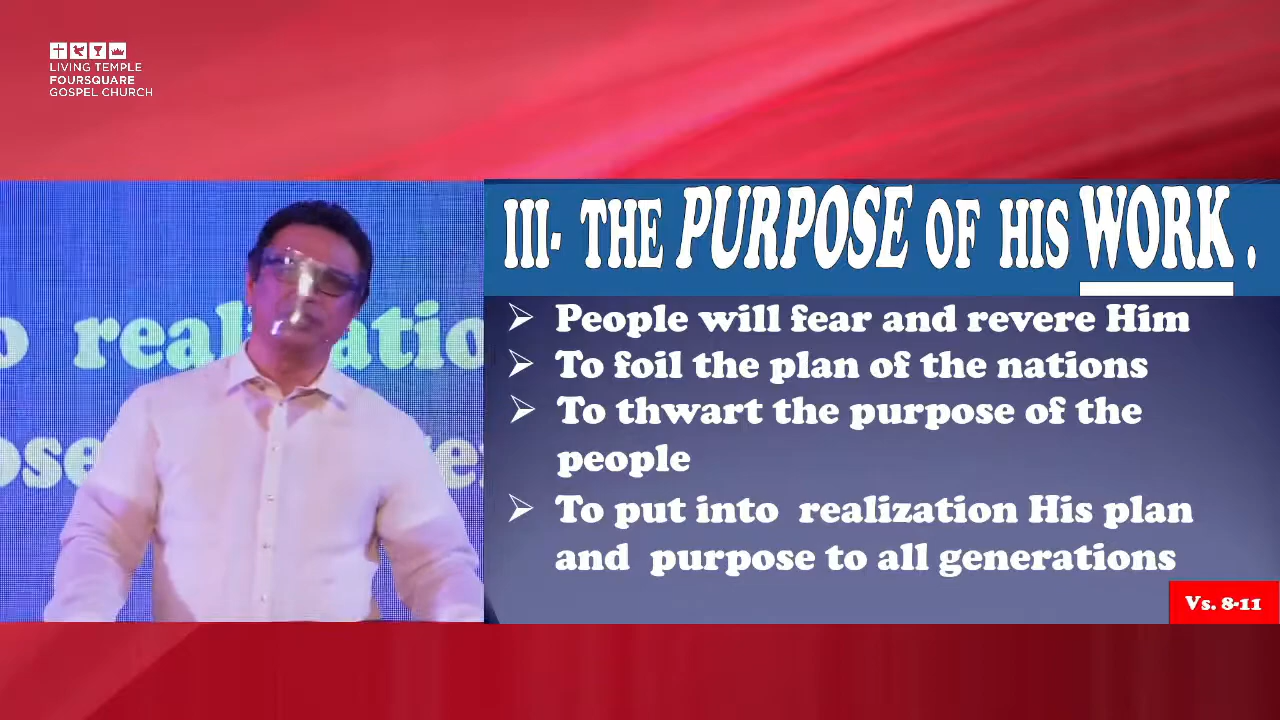 LIVING TEMPLE
FOURSQUARE
GOSPEL CHURCH
III- THE PURPOSE OF HIS WORK .
➢ People will fear and revere Him
➢ To foil the plan of the nations
➢ To thwart the purpose of the
people
➢ To put into realization His plan
and purpose to all generations
Vs. 8-11